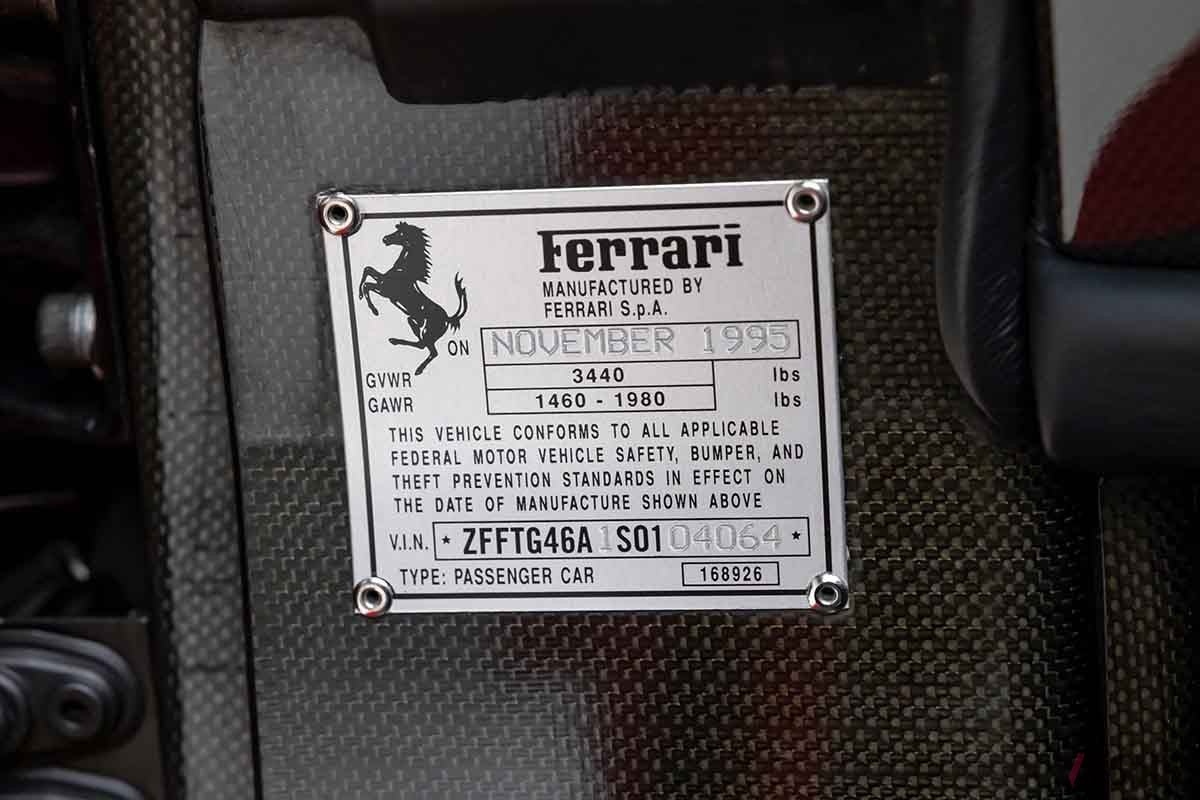 Ferrari
MANUFACTURED BY
FERRARI S.p.A.
ON NOVEMBER 1995
GVWR 3440 lbs
GAWR 1460 - 1980 lbs
THIS VEHICLE CONFORMS TO ALL APPLICABLE
FEDERAL MOTOR VEHICLE SAFETY, BUMPER, AND
THEFT PREVENTION STANDARDS IN EFFECT ON
THE DATE OF MANUFACTURE SHOWN ABOVE
V.I.N. * ZFFTG46A1S0104064 *
TYPE: PASSENGER CAR 168926